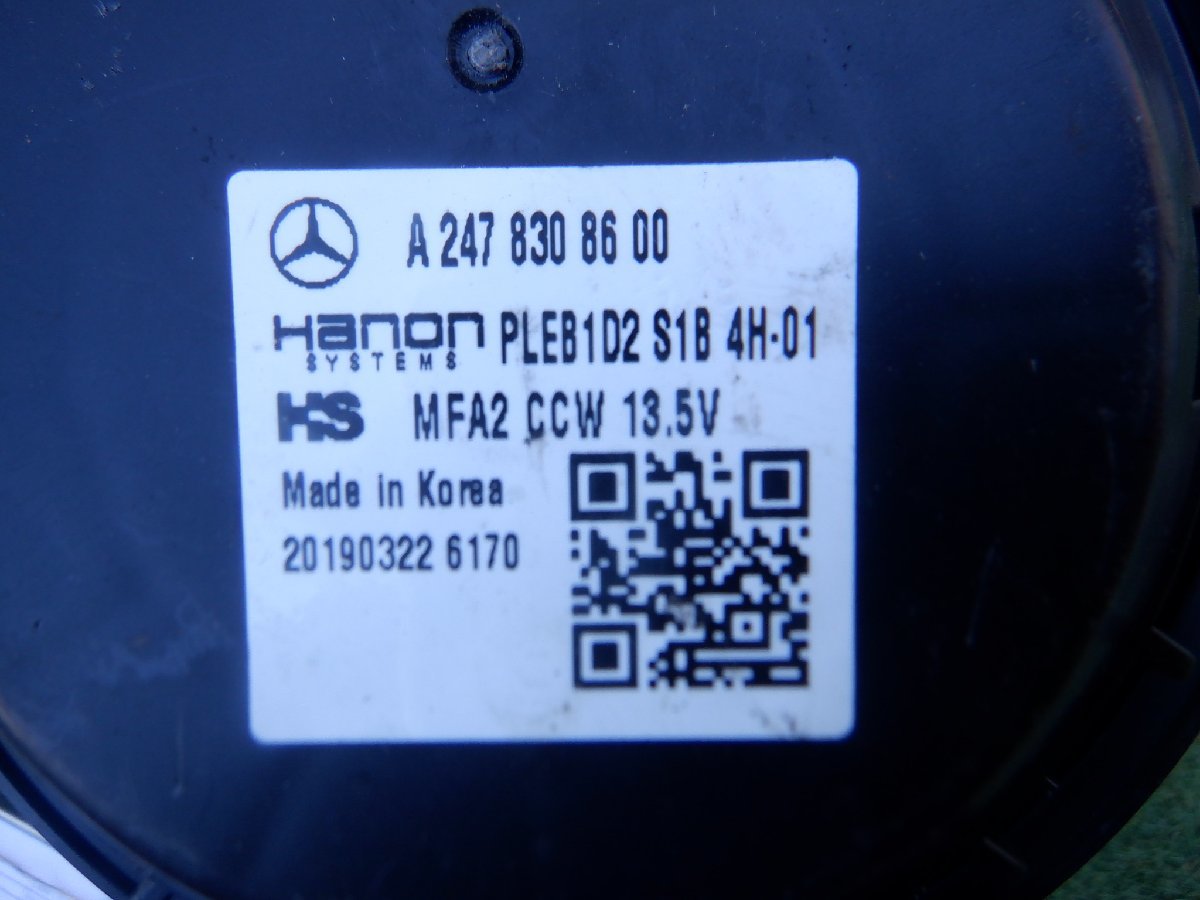 A 247 830 86 00
Hanon SYSTEMS PLEB1D2 S1B 4H-01
HS MFA2 CCW 13.5V
Made in Korea
20190322 6170